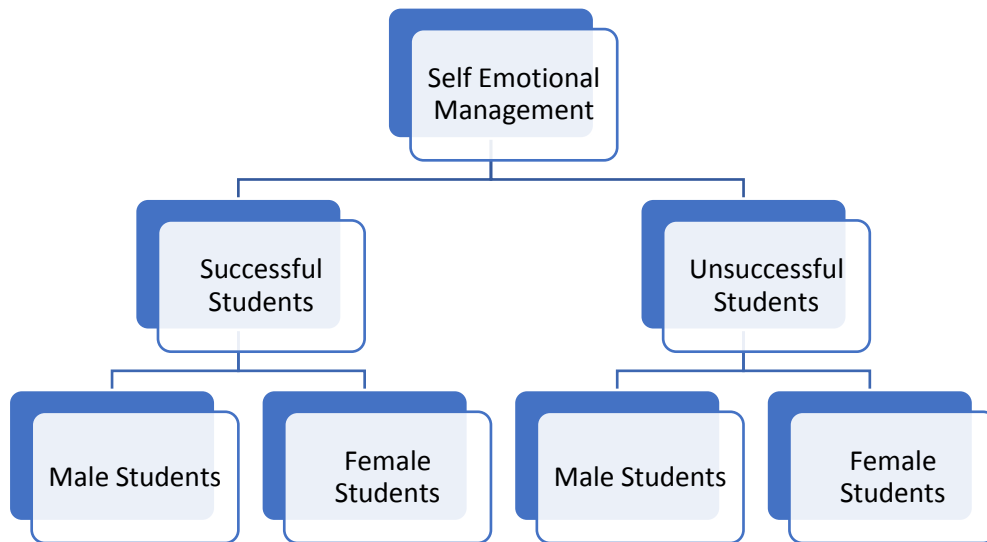 Self Emotional
Management
Successful
Students
Unsuccessful
Students
Male Students
Female
Students
Male Students
Female
Students